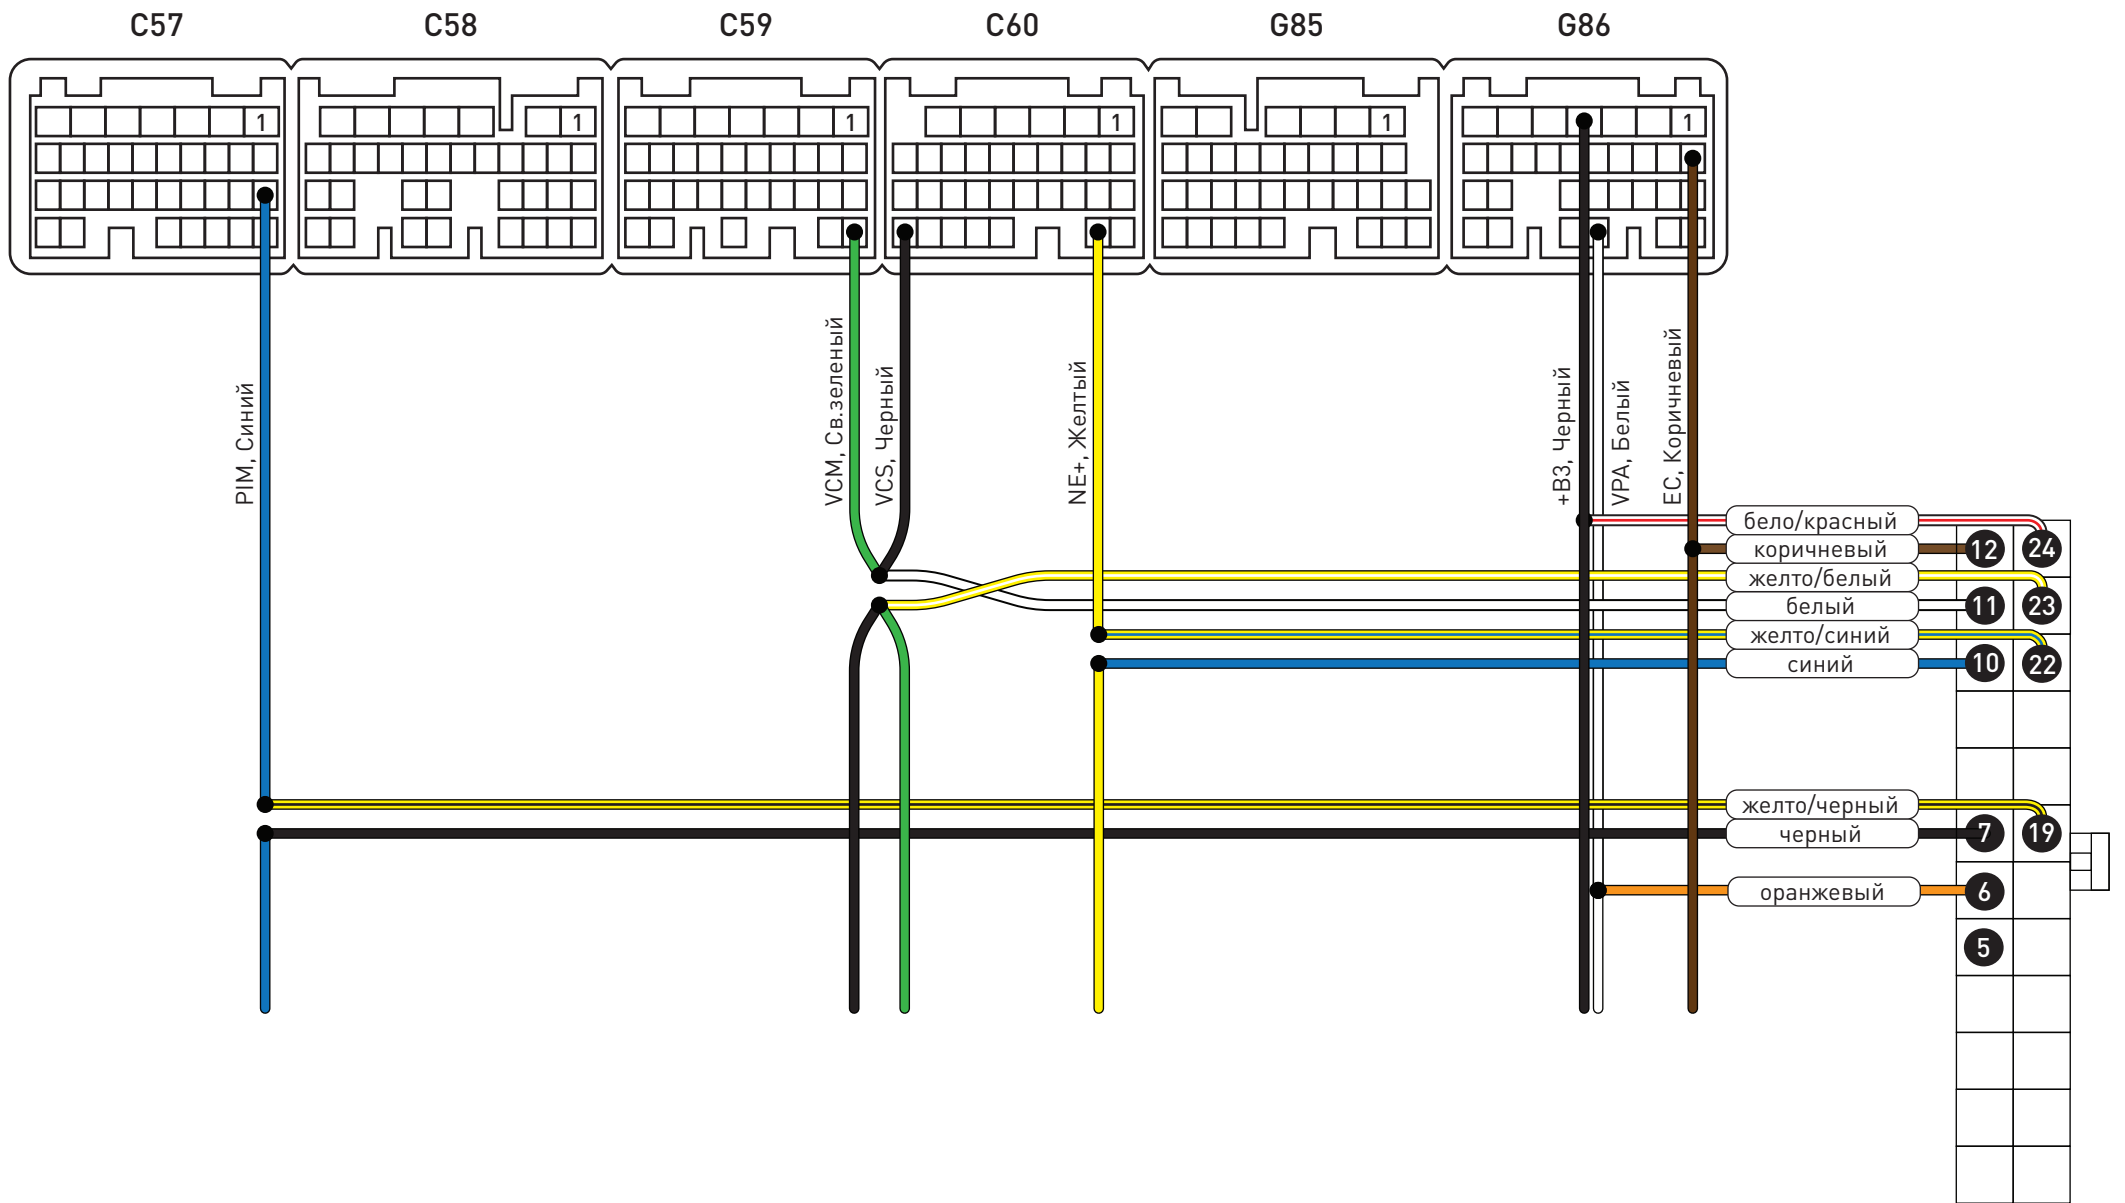 C57 C58 C59 C60 G85 G86
1 1 1 1 1 1
PIM, Синий
VCM, Св.зеленый
VCS, Черный
NE+, Желтый
+B3, Черный
VPA, Белый
EC, Коричневый
бело/красный
коричневый 12 24
желто/белый
белый 11 23
желто/синий
синий 10 22
желто/черный
черный 7 19
оранжевый 6
5